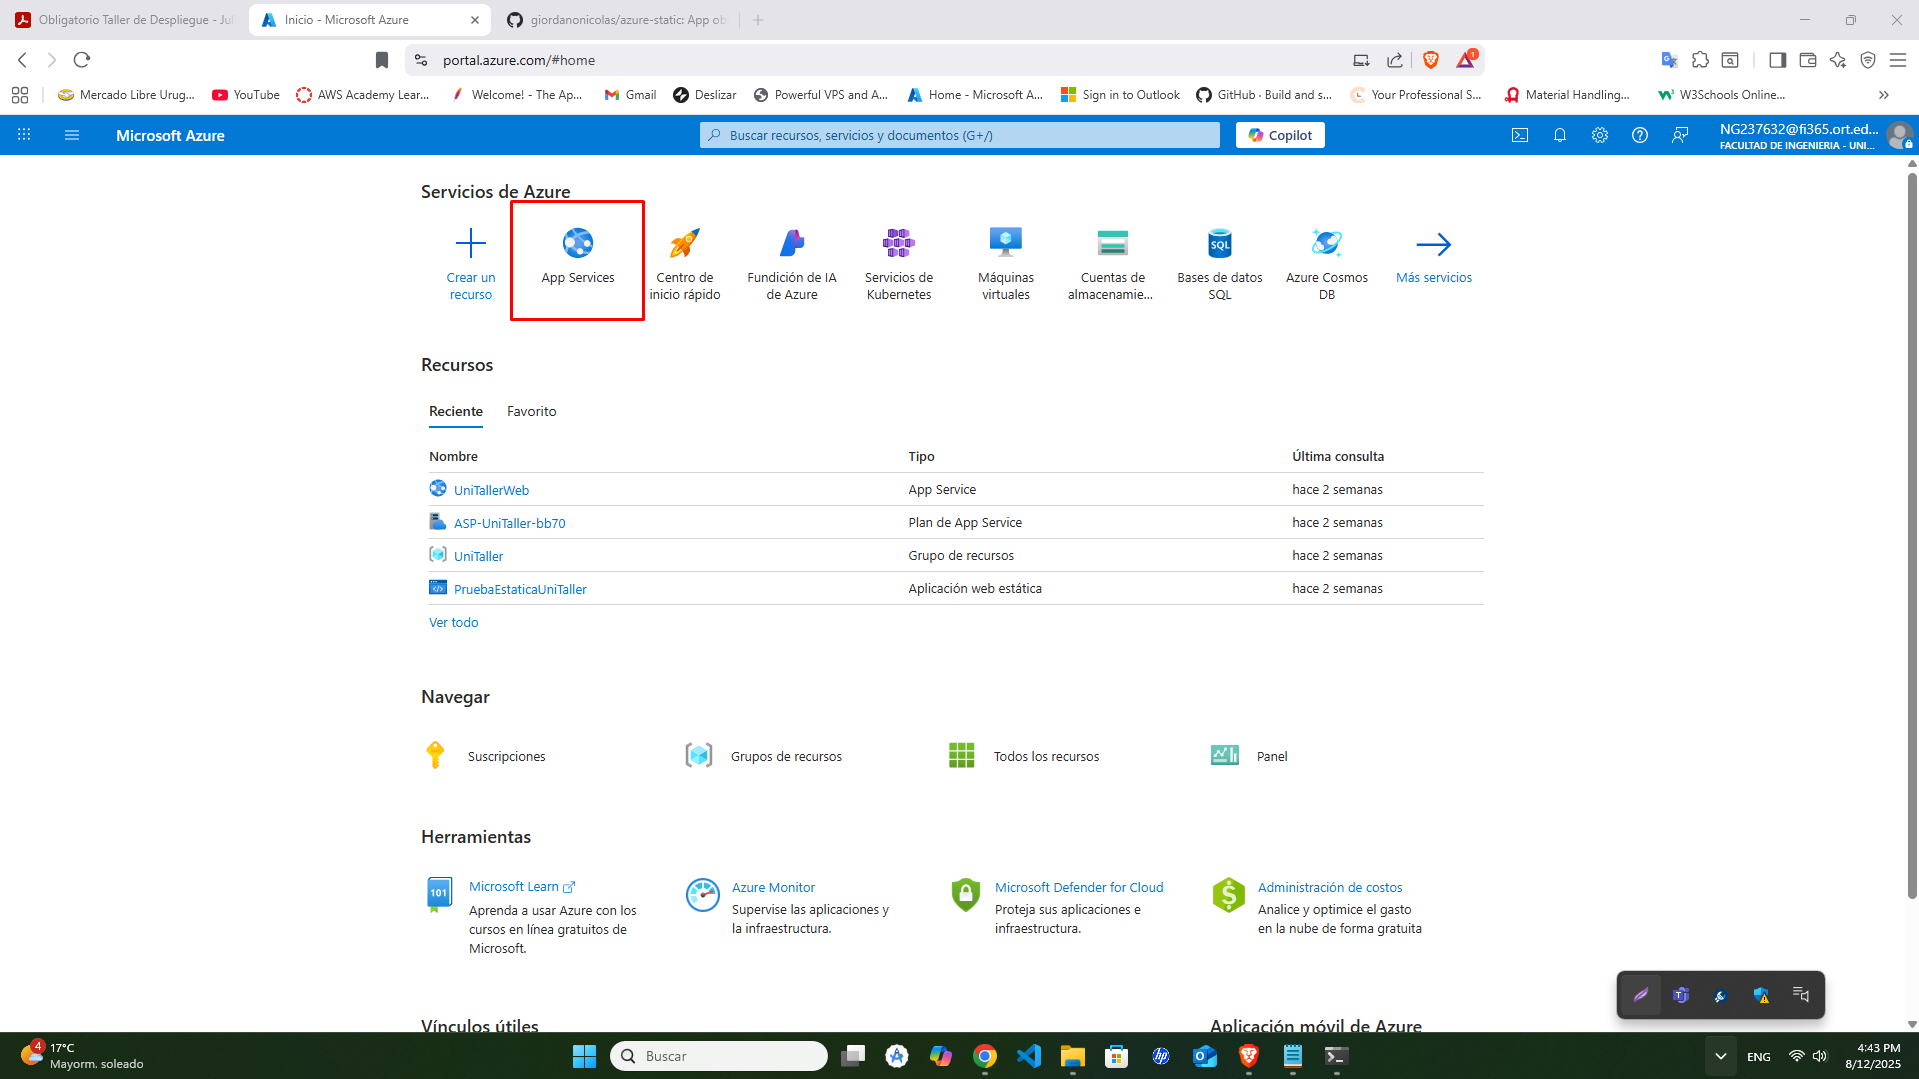 Obligatorio Taller de Despliegue - Jul
Inicio - Microsoft Azure
giordanonicolas/azure-static: App ob
portal.azure.com/#home
1
Mercado Libre Urug...
YouTube
AWS Academy Lear...
Welcome! - The Ap...
Gmail
Deslizar
Powerful VPS and A...
Home - Microsoft A...
Sign in to Outlook
GitHub · Build and s...
Your Professional S...
Material Handling...
W3Schools Online...
Microsoft Azure
Buscar recursos, servicios y documentos (G+/)
Copilot
NG237632@fi365.ort.ed...
FACULTAD DE INGENIERIA - UNI...
Servicios de Azure
Crear un
recurso
App Services
Centro de
inicio rápido
Fundición de IA
de Azure
Servicios de
Kubernetes
Máquinas
virtuales
Cuentas de
almacenamie...
SQL
Bases de datos
SQL
Azure Cosmos
DB
Más servicios
Recursos
Reciente
Favorito
Nombre
Tipo
Última consulta
UniTallerWeb
App Service
hace 2 semanas
ASP-UniTaller-bb70
Plan de App Service
hace 2 semanas
UniTaller
Grupo de recursos
hace 2 semanas
PruebaEstaticaUniTaller
Aplicación web estática
hace 2 semanas
Ver todo
Navegar
Suscripciones
Grupos de recursos
Todos los recursos
Panel
Herramientas
101
Microsoft Learn
Aprenda a usar Azure con los
cursos en línea gratuitos de
Microsoft.
Azure Monitor
Supervise las aplicaciones y
la infraestructura.
Microsoft Defender for Cloud
Proteja sus aplicaciones e
infraestructura.
Administración de costos
Analice y optimice el gasto
en la nube de forma gratuita
Vínculos útiles
Aplicación móvil de Azure
4
17°C
Mayorm. soleado
Buscar
hp
ENG
4:43 PM
8/12/2025